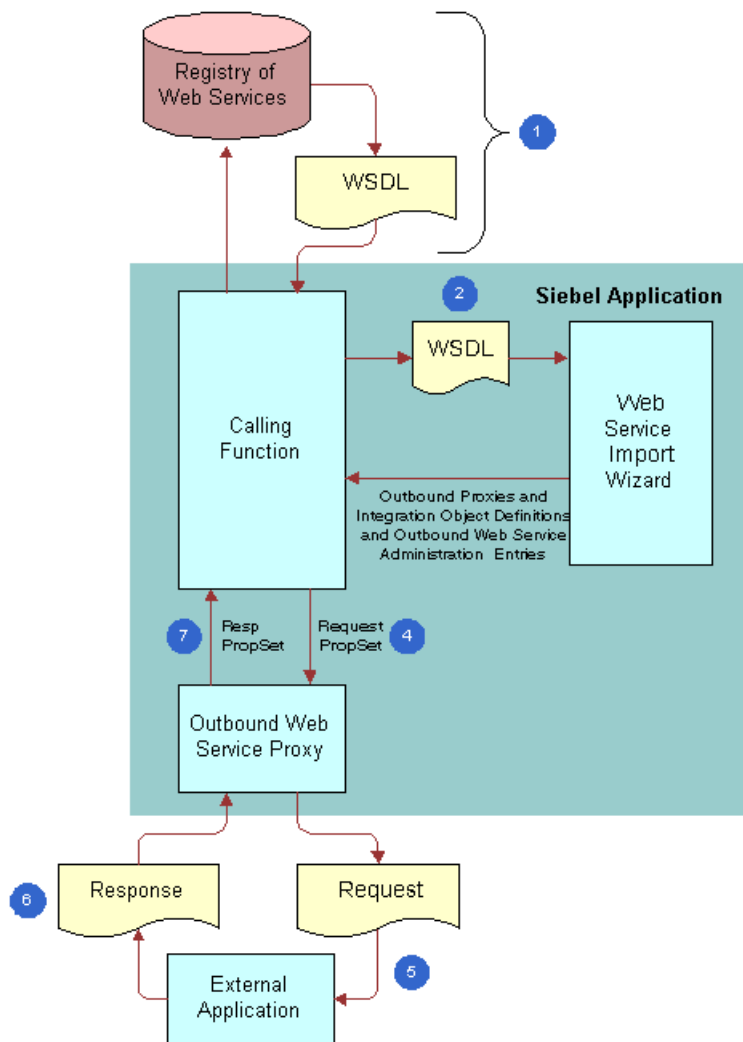 Registry of
Web Services
1
WSDL
2
Siebel Application
WSDL
Calling
Function
Web
Service
Import
Wizard
Outbound Proxies and
Integration Object Definitions
and Outbound Web Service
Administration Entries
7
Resp
PropSet
Request
PropSet
4
Outbound Web
Service Proxy
6
Response
Request
5
External
Application